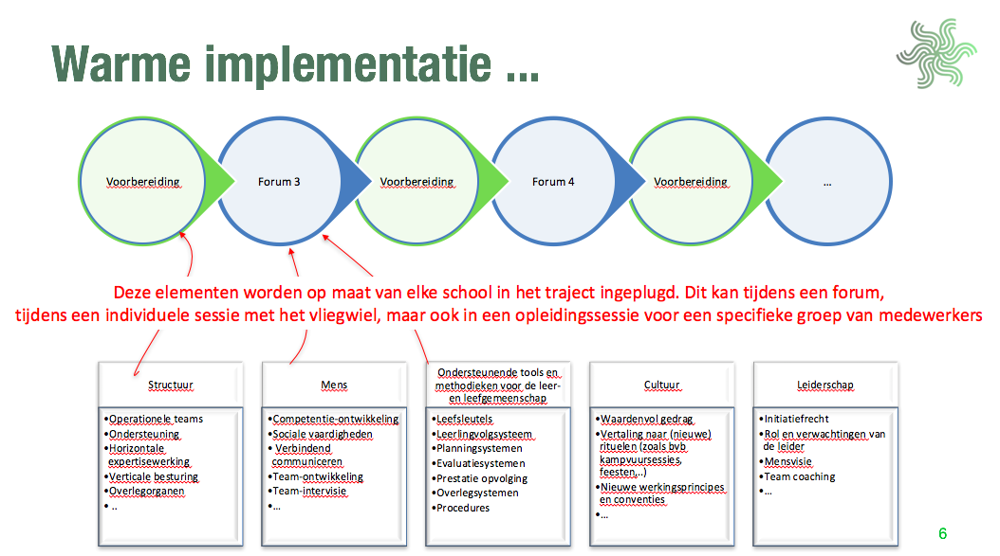 Warme implementatie ...
Voorbereiding
Forum 3
Voorbereiding
Forum 4
Voorbereiding
...
Deze elementen worden op maat van elke school in het traject ingeplugd. Dit kan tijdens een forum,
tijdens een individuele sessie met het vliegwiel, maar ook in een opleidingssessie voor een specifieke groep van medewerkers
Structuur
•Operationele teams
•Ondersteuning
•Horizontale
expertisewerking
•Verticale besturing
•Overlegorganen
• ..
Mens
•Competentie-ontwikkeling
•Sociale vaardigheden
• Verbindend
communiceren
•Team-ontwikkeling
•Team-intervisie
•...
Ondersteunende tools en
methodieken voor de leer-
en leefgemeenschap
•Leefsleutels
•Leerlingvolgsysteem
•Planningsystemen
•Evaluatiesystemen
•Prestatie opvolging
•Overlegsystemen
•Procedures
Cultuur
•Waardenvol gedrag
•Vertaling naar (nieuwe)
rituelen (zoals bvb
kampvuursessies,
feesten,..)
•Nieuwe werkingsprincipes
en conventies
•...
Leiderschap
•Initiatiefrecht
•Rol en verwachtingen van
de leider
•Mensvisie
•Team coaching
•...
6